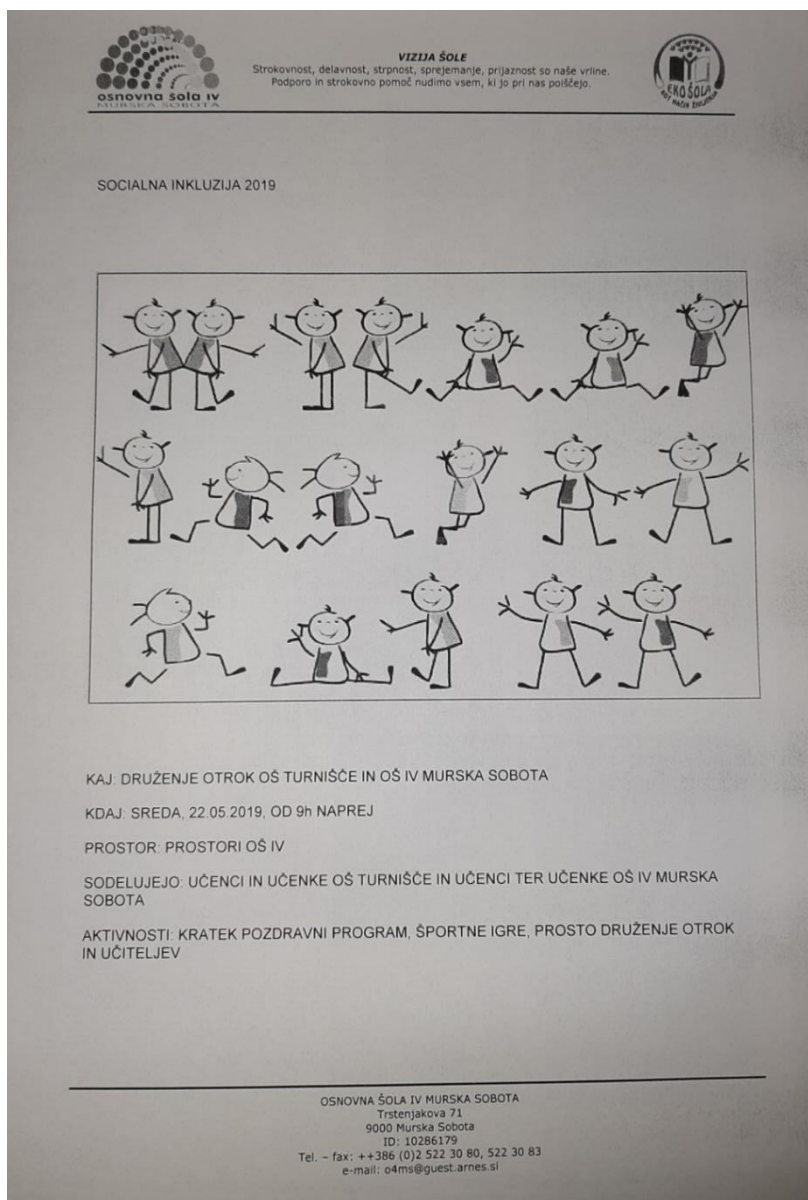 osnovna šola iv
MURSKA SOBOTA
VIZIJA ŠOLE
Strokovnost, delavnost, strpnost, sprejemanje, prijaznost so naše vrline.
Podporo in strokovno pomoč nudimo vsem, ki jo pri nas poiščejo.
EKO ŠOLA
KOT NAČIN ŽIVLJENJA
SOCIALNA INKLUZIJA 2019
KAJ: DRUŽENJE OTROK OŠ TURNIŠČE IN OŠ IV MURSKA SOBOTA
KDAJ: SREDA, 22.05.2019, OD 9h NAPREJ
PROSTOR: PROSTORI OŠ IV
SODELUJEJO: UČENCI IN UČENKE OŠ TURNIŠČE IN UČENCI TER UČENKE OŠ IV MURSKA
SOBOTA
AKTIVNOSTI: KRATEK POZDRAVNI PROGRAM, ŠPORTNE IGRE, PROSTO DRUŽENJE OTROK
IN UČITELJEV
OSNOVNA ŠOLA IV MURSKA SOBOTA
Trstenjakova 71
9000 Murska Sobota
ID: 10286179
Tel. – fax: ++386 (0)2 522 30 80, 522 30 83
e-mail: o4ms@guest.arnes.si